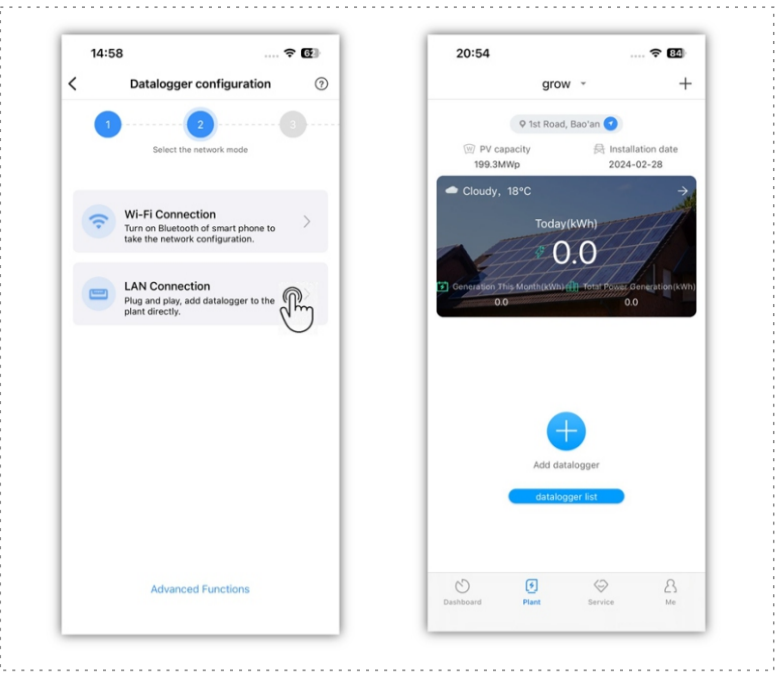 14:58
62
Datalogger configuration
?
1
2
3
Select the network mode
Wi-Fi Connection
Turn on Bluetooth of smart phone to
take the network configuration.
LAN Connection
Plug and play, add datalogger to the
plant directly.
Advanced Functions
20:54
84
grow
1st Road, Bao'an
PV capacity
199.3MWp
Installation date
2024-02-28
Cloudy, 18°C
Today(kWh)
0.0
Generation This Month(kWh)
0.0
Total Power Generation(kWh)
0.0
Add datalogger
datalogger list
Dashboard
Plant
Service
Me